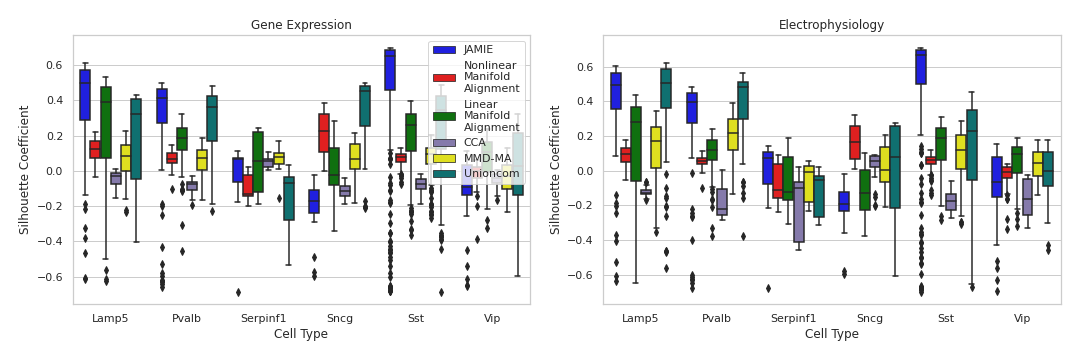 Gene Expression
Silhouette Coefficient
0.6
0.4
0.2
0.0
−0.2
−0.4
−0.6
JAMIE
Nonlinear
Manifold
Alignment
Linear
Manifold
Alignment
CCA
MMD-MA
Unioncom
Lamp5 Pvalb Serpinf1 Sncg Sst Vip
Cell Type
Electrophysiology
Silhouette Coefficient
0.6
0.4
0.2
0.0
−0.2
−0.4
−0.6
Lamp5 Pvalb Serpinf1 Sncg Sst Vip
Cell Type